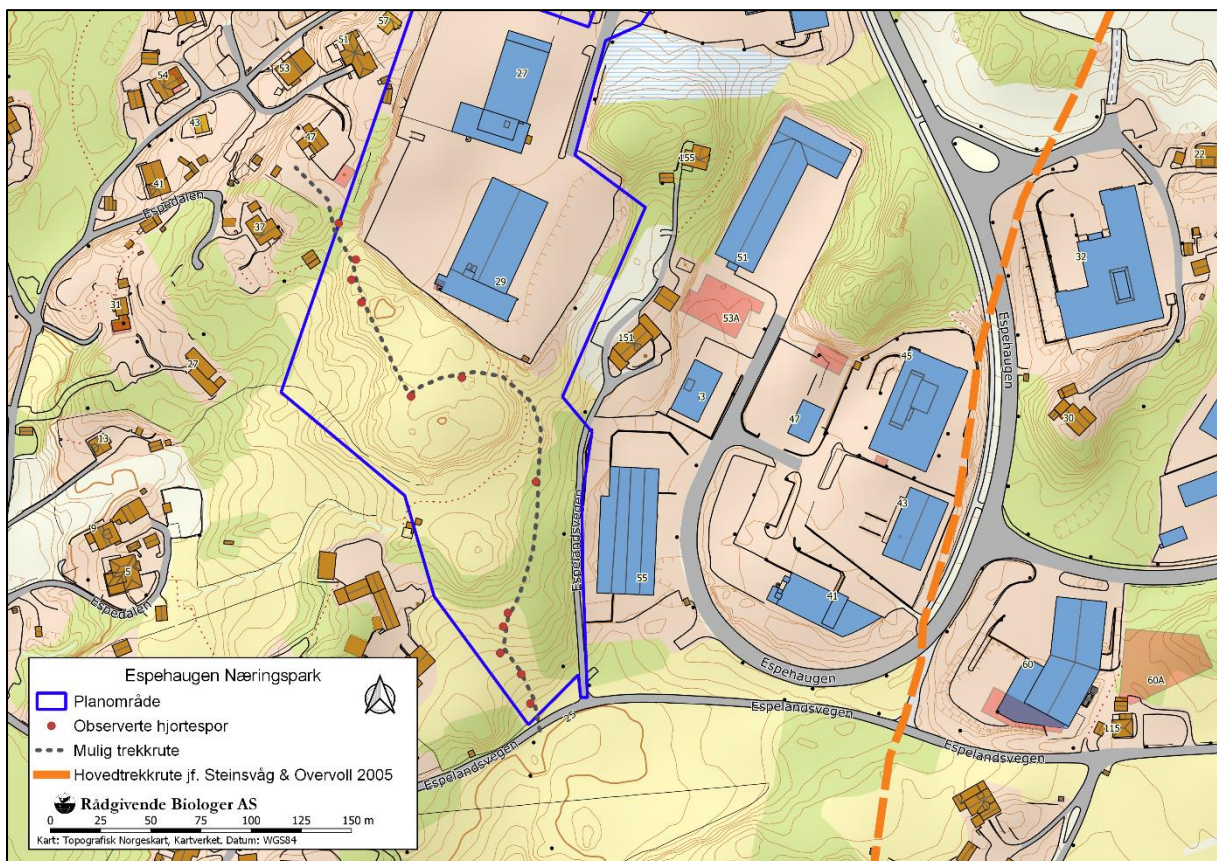 57
51
53
54
43
47
41
Espedalen
37
31
27
13
9
5
Espedalen
27
29
155
51
53A
151
3
47
45
43
41
55
Espelandsvegen
Espehaugen
32
22
30
Espehaugen
60
60A
115
Espelandsvegen
Espelandsvegen
25
Espelandsvegen
Espehaugen Næringspark
Planområde
Observerte hjortespor
Mulig trekkrute
Hovedtrekkrute jf. Steinsvåg & Overvoll 2005
Rådgivende Biologer AS
0 50 100 150 m
Kart: Topografisk Norgeskart, Kartverket. Datum: WGS84